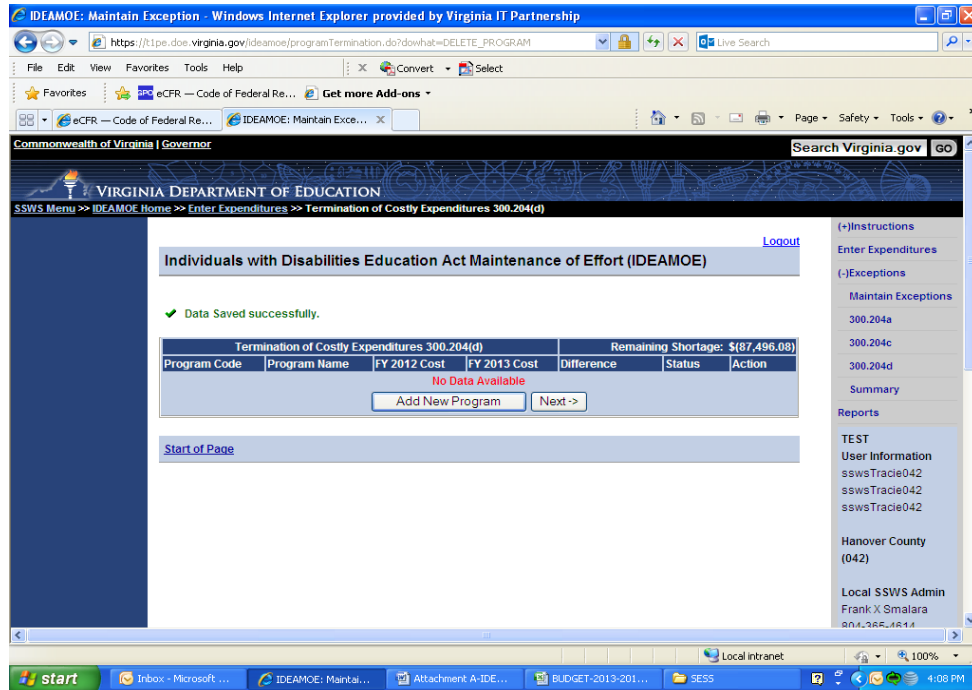 IDEAMOE: Maintain Exception - Windows Internet Explorer provided by Virginia IT Partnership
https://t1pe.doe.virginia.gov/ideamoe/programTermination.do?dowhat=DELETE_PROGRAM
Live Search
File Edit View Favorites Tools Help
x Convert Select
Favorites GPO eCFR — Code of Federal Re... Get more Add-ons
eCFR — Code of Federal Re... IDEAMOE: Maintain Exce... X
Page Safety Tools
Commonwealth of Virginia | Governor
Search Virginia.gov GO
VIRGINIA DEPARTMENT OF EDUCATION
SSWS Menu >> IDEAMOE Home >> Enter Expenditures >> Termination of Costly Expenditures 300.204(d)
Logout
Individuals with Disabilities Education Act Maintenance of Effort (IDEAMOE)
Data Saved successfully.
Termination of Costly Expenditures 300.204(d) Remaining Shortage: $(87,496.08)
Program Code Program Name FY 2012 Cost FY 2013 Cost Difference Status Action
No Data Available
Add New Program Next->
Start of Page
(+)Instructions
Enter Expenditures
(-)Exceptions
Maintain Exceptions
300.204a
300.204c
300.204d
Summary
Reports
TEST
User Information
sswsTracie042
sswsTracie042
sswsTracie042
Hanover County
(042)
Local SSWS Admin
Frank X Smalara
804-365-4614
Local intranet 100%
start Inbox - Microsoft ... IDEAMOE: Maintai... Attachment A-IDE... BUDGET-2013-201... SESS 4:08 PM